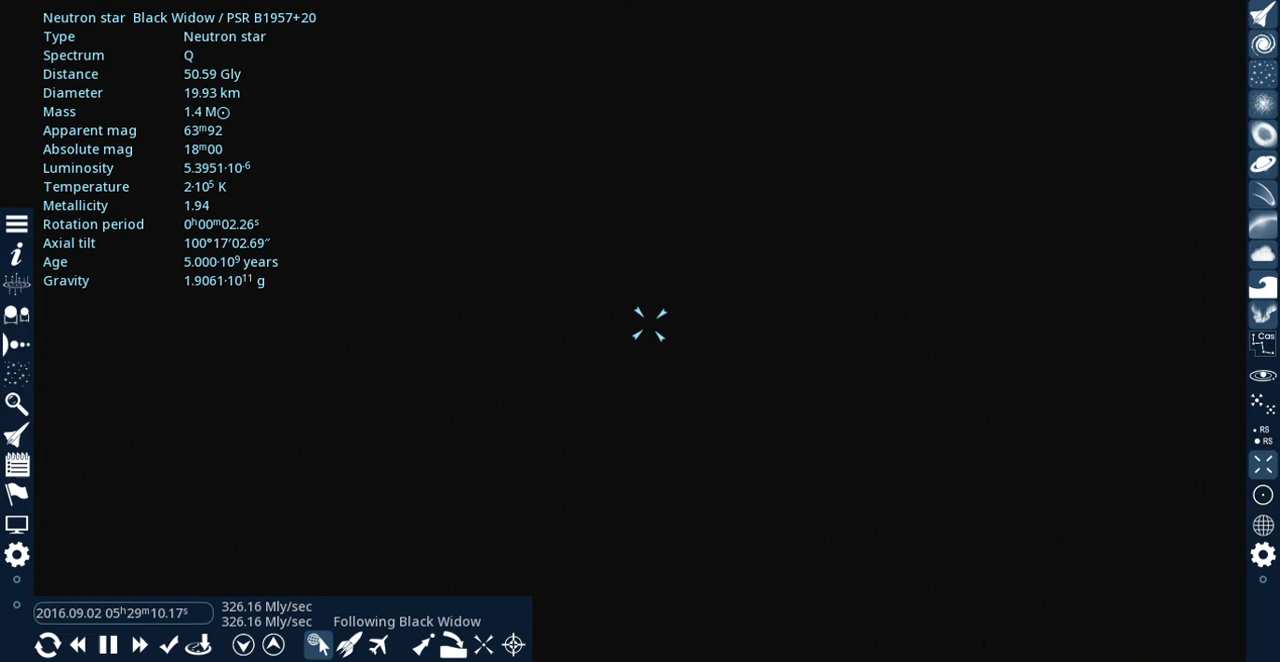 Neutron star Black Widow / PSR B1957+20
Type Neutron star
Spectrum Q
Distance 50.59 Gly
Diameter 19.93 km
Mass 1.4 M☉
Apparent mag 63ᵐ92
Absolute mag 18ᵐ00
Luminosity 5.3951·10⁻⁶
Temperature 2·10⁵ K
Metallicity 1.94
Rotation period 0ʰ00ᵐ02.26ˢ
Axial tilt 100°17′02.69″
Age 5.000·10⁹ years
Gravity 1.9061·10¹¹ g
Cas
RS
RS
2016.09.02 05ʰ29ᵐ10.17ˢ
326.16 Mly/sec
326.16 Mly/sec Following Black Widow